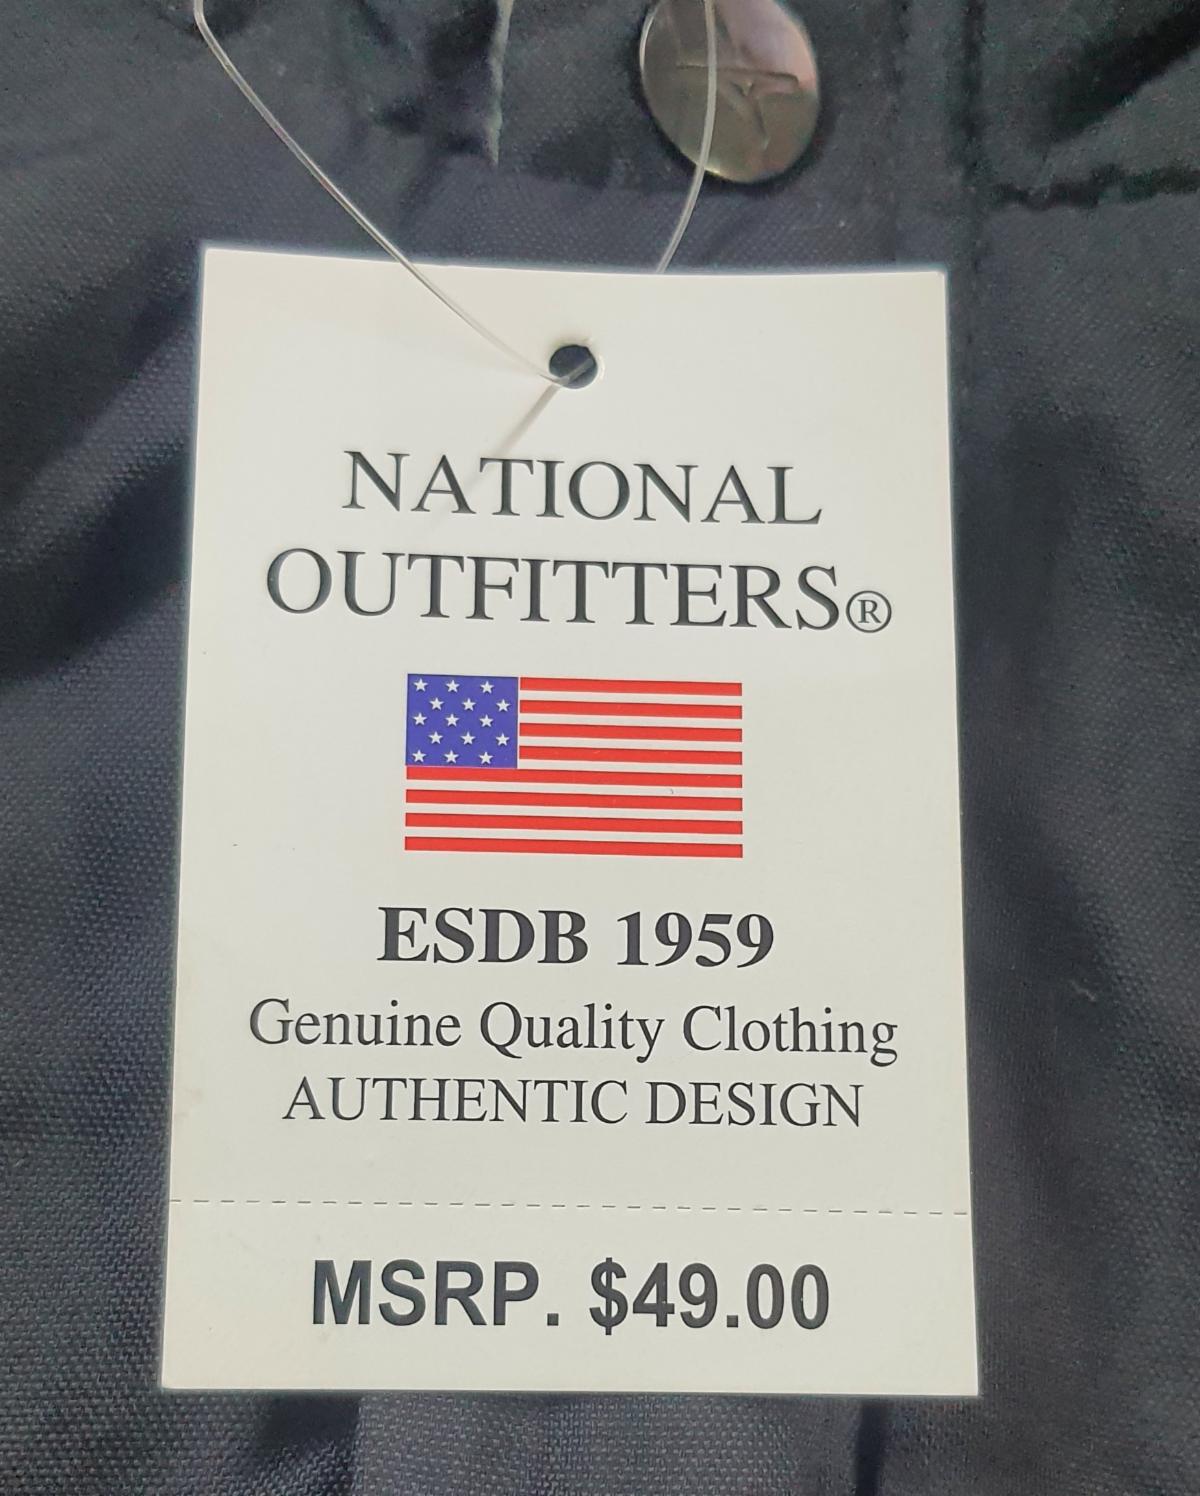 NATIONAL
OUTFITTERS®
ESDB 1959
Genuine Quality Clothing
AUTHENTIC DESIGN
MSRP. $49.00